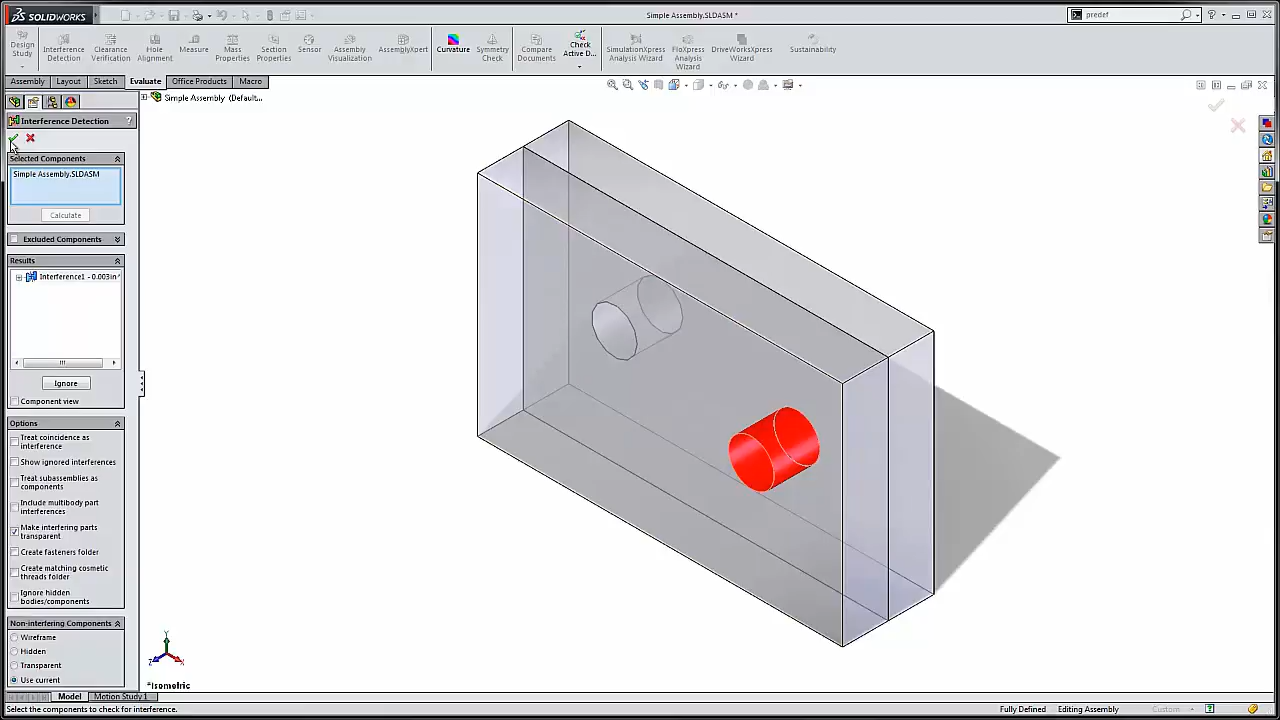 SOLIDWORKS
Simple Assembly.SLDASM *
predef
Design Study
Interference Detection
Clearance Verification
Hole Alignment
Measure
Mass Properties
Section Properties
Sensor
Assembly Visualization
AssemblyXpert
Curvature
Symmetry Check
Compare Documents
Check Active D...
SimulationXpress Analysis Wizard
FloXpress Analysis Wizard
DriveWorksXpress Wizard
Sustainability
Assembly Layout Sketch Evaluate Office Products Macro
Simple Assembly (Default...
Interference Detection ?
Selected Components
Simple Assembly.SLDASM
Calculate
Excluded Components
Results
Interference1 - 0.003in^
Ignore
Component view
Options
Treat coincidence as
interference
Show ignored interferences
Treat subassemblies as
components
Include multibody part
interferences
Make interfering parts
transparent
Create fasteners folder
Create matching cosmetic
threads folder
Ignore hidden
bodies/components
Non-interfering Components
Wireframe
Hidden
Transparent
Use current
Y
Z X
*Isometric
Model Motion Study 1
Select the components to check for interference.
Fully Defined Editing Assembly Custom